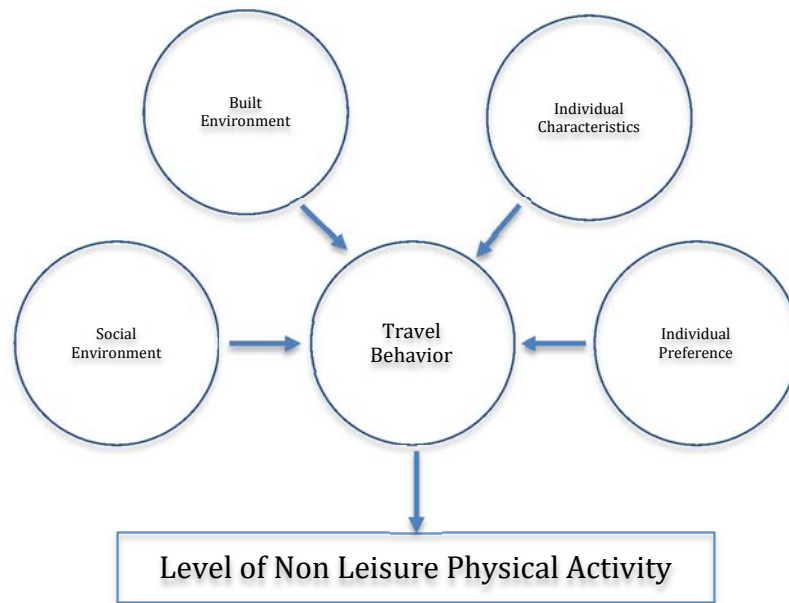 Built
Environment
Individual
Characteristics
Social
Environment
Travel
Behavior
Individual
Preference
Level of Non Leisure Physical Activity